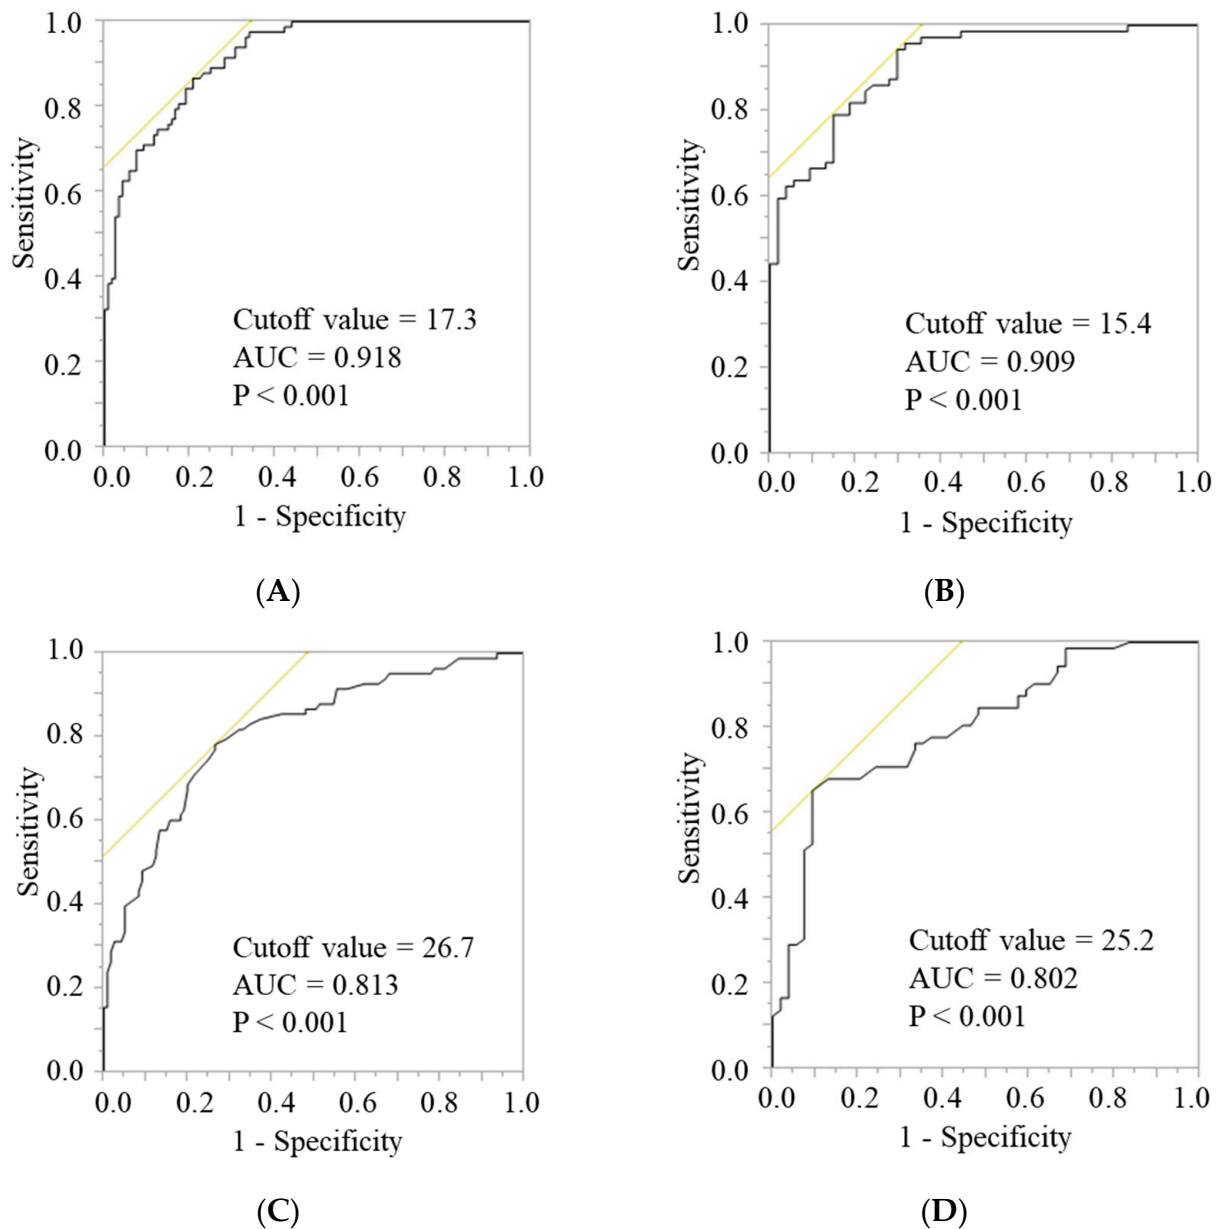 1.0
0.8
0.6
0.4
0.2
0.0
Sensitivity
Cutoff value = 17.3
AUC = 0.918
P < 0.001
0.0 0.2 0.4 0.6 0.8 1.0
1 - Specificity
(A)
1.0
0.8
0.6
0.4
0.2
0.0
Sensitivity
Cutoff value = 15.4
AUC = 0.909
P < 0.001
0.0 0.2 0.4 0.6 0.8 1.0
1 - Specificity
(B)
1.0
0.8
0.6
0.4
0.2
0.0
Sensitivity
Cutoff value = 26.7
AUC = 0.813
P < 0.001
0.0 0.2 0.4 0.6 0.8 1.0
1 - Specificity
(C)
1.0
0.8
0.6
0.4
0.2
0.0
Sensitivity
Cutoff value = 25.2
AUC = 0.802
P < 0.001
0.0 0.2 0.4 0.6 0.8 1.0
1 - Specificity
(D)